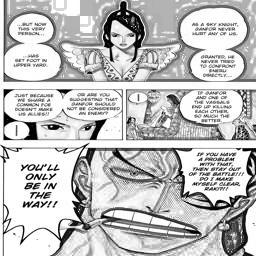 ...BUT NOW
THIS VERY
PERSON...
AS A SKY KNIGHT,
GANFOR NEVER
HURT ANY OF US.
...HAS
SET FOOT IN
UPPER YARD.
GRANTED, HE
NEVER TRIED
TO CONFRONT
ENERU
DIRECTLY...
JUST BECAUSE
WE SHARE A
COMMON FOE
DOESN'T MAKE
US ALLIES!!
OR ARE YOU
SUGGESTING THAT
GANFOR SHOULD
NOT BE CONSIDERED
AN ENEMY?
IF GANFOR
AND ONE OF
THE VASSALS
END UP KILLING
EACH OTHER,
SO MUCH THE
BETTER.
YOU'LL
ONLY BE
IN THE
WAY!!
IF YOU HAVE
A PROBLEM
WITH THAT,
THEN STAY OUT
OF THE BATTLE!!!
DO I MAKE
MYSELF CLEAR,
RAKI?!